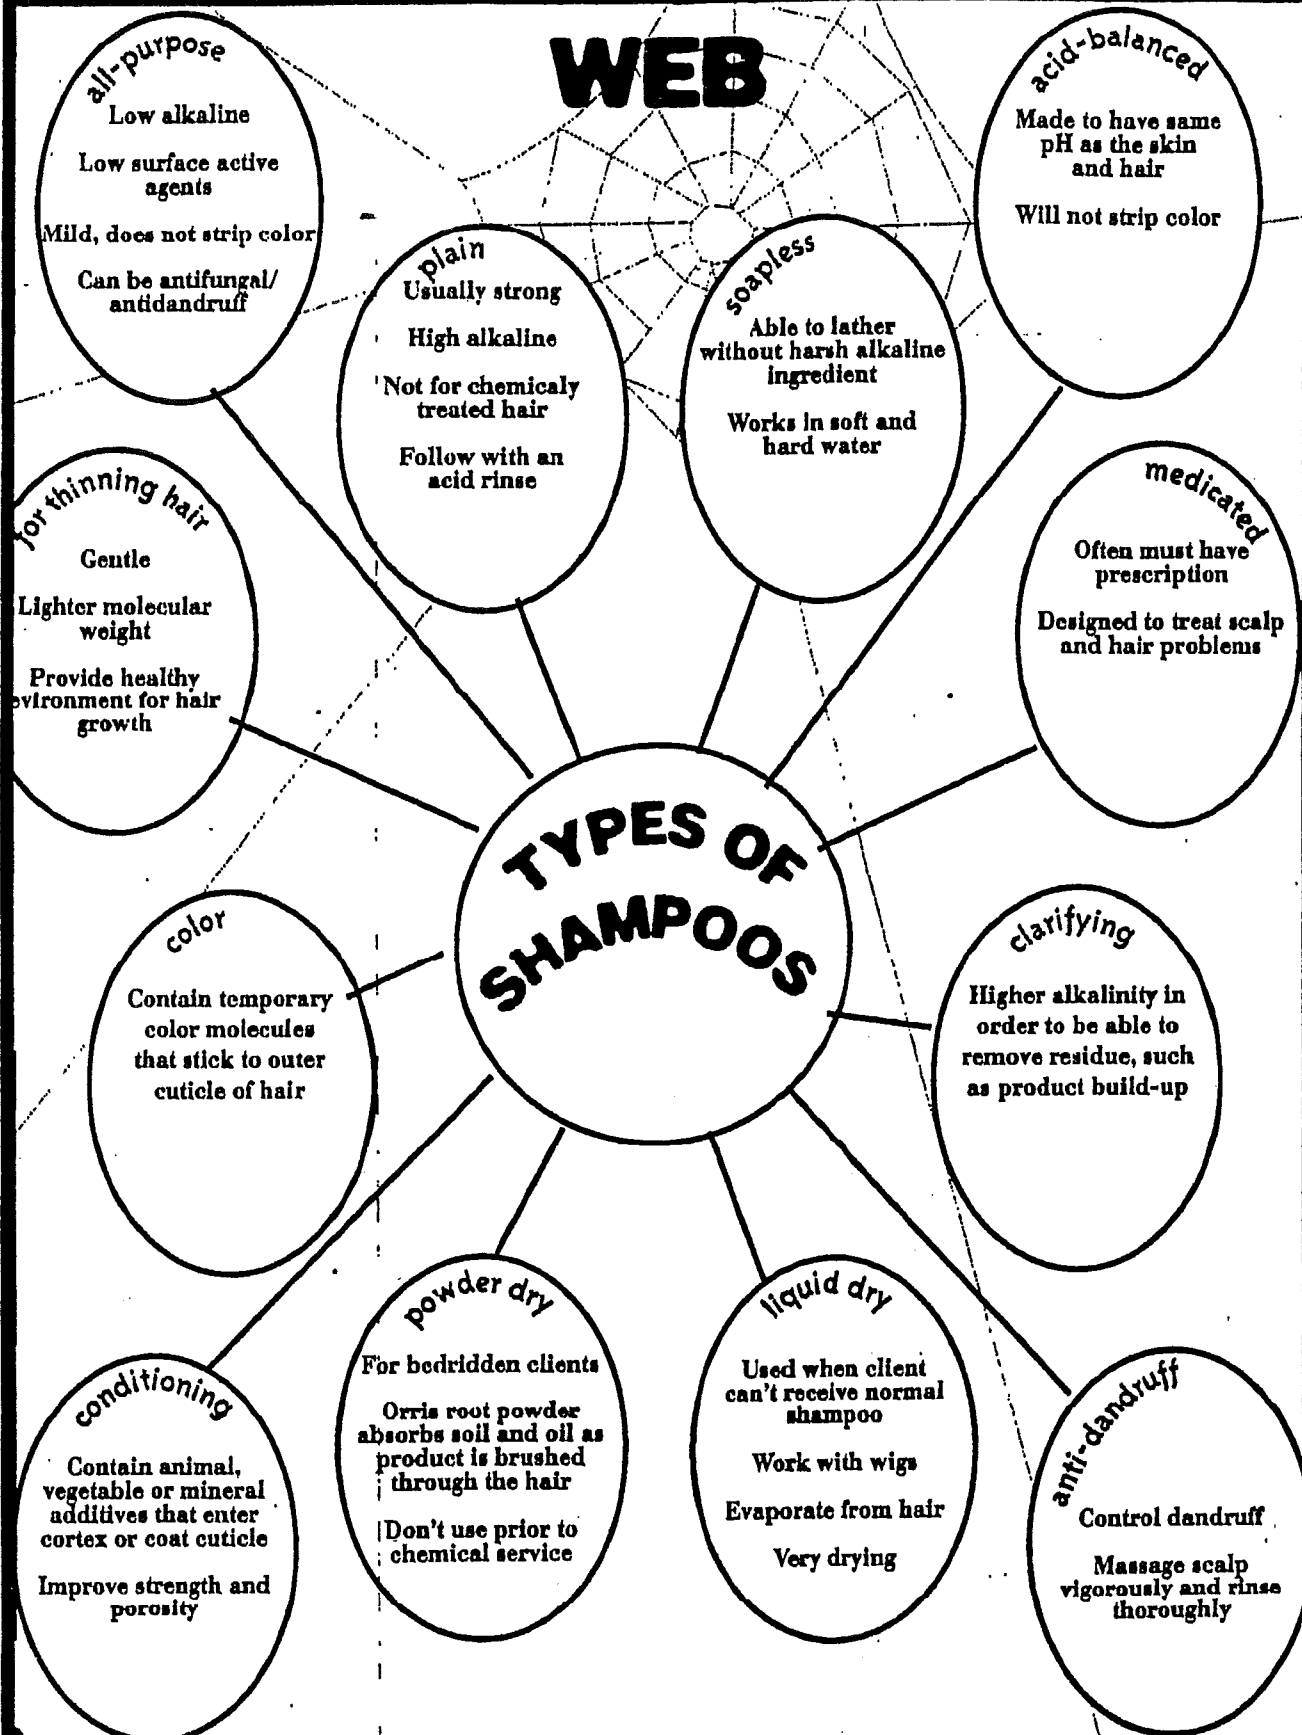 WEB
all-purpose
Low alkaline
Low surface active
agents
Mild, does not strip color
Can be antifungal/
antidandruff
plain
Usually strong
High alkaline
Not for chemicaly
treated hair
Follow with an
acid rinse
soapless
Able to lather
without harsh alkaline
ingredient
Works in soft and
hard water
acid-balanced
Made to have same
pH as the skin
and hair
Will not strip color
for thinning hair
Gentle
Lighter molecular
weight
Provide healthy
evironment for hair
growth
medicated
Often must have
prescription
Designed to treat scalp
and hair problems
TYPES OF
SHAMPOOS
color
Contain temporary
color molecules
that stick to outer
cuticle of hair
clarifying
Higher alkalinity in
order to be able to
remove residue, such
as product build-up
conditioning
Contain animal,
vegetable or mineral
additives that enter
cortex or coat cuticle
Improve strength and
porosity
powder dry
For bedridden clients
Orris root powder
absorbs soil and oil as
product is brushed
through the hair
Don't use prior to
chemical service
liquid dry
Used when client
can't receive normal
shampoo
Work with wigs
Evaporate from hair
Very drying
anti-dandruff
Control dandruff
Massage scalp
vigorously and rinse
thoroughly